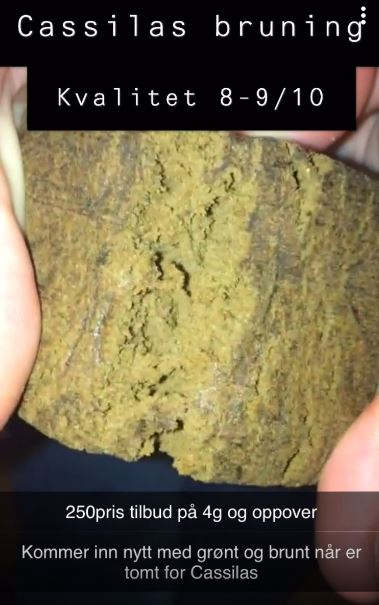 Cassilas bruning
Kvalitet 8-9/10
250pris tilbud på 4g og oppover
Kommer inn nytt med grønt og brunt når er
tomt for Cassilas